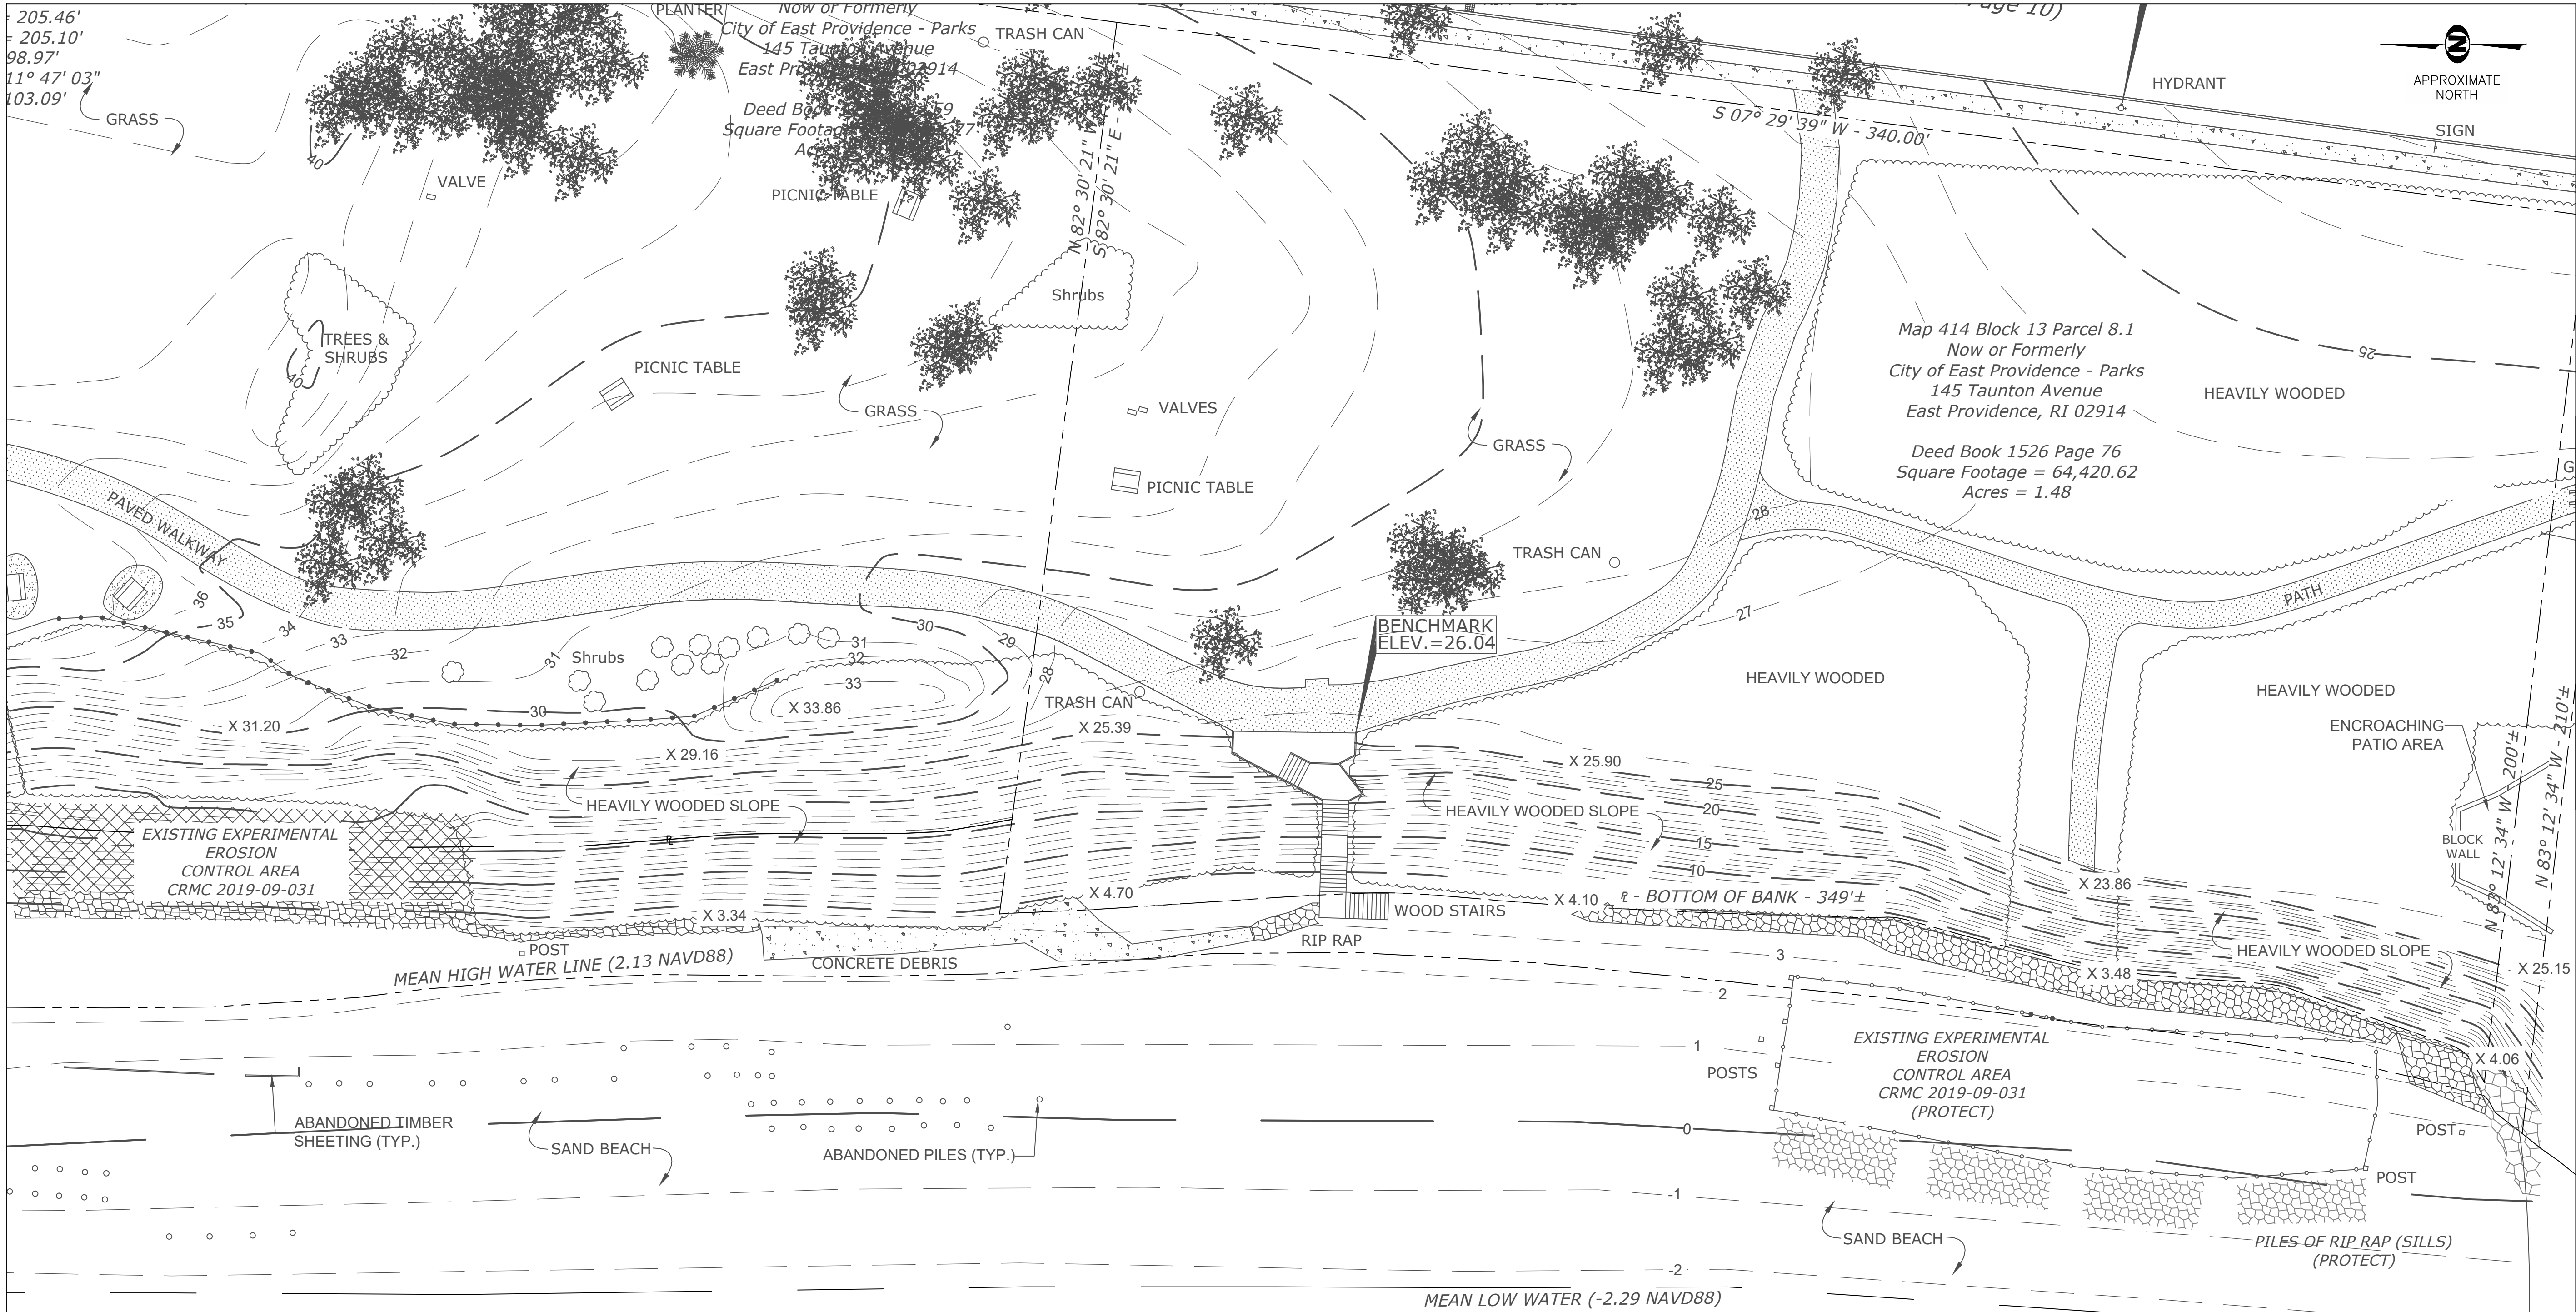 205.46'
= 205.10'
98.97'
11° 47' 03"
103.09'
GRASS
PLANTER
Now or Formerly
City of East Providence - Parks
145 Taunton Avenue
East 02914
Deed Book
Square Footage
TRASH CAN
10)
N
APPROXIMATE
NORTH
HYDRANT
SIGN
S 07° 29' 39" W - 340.00'
40
VALVE
PICNIC TABLE
N 82° 30' 21" W
S 82° 30' 21" E -
Shrubs
TREES &
SHRUBS
40
PICNIC TABLE
GRASS
VALVES
PICNIC TABLE
GRASS
Map 414 Block 13 Parcel 8.1
Now or Formerly
City of East Providence - Parks
145 Taunton Avenue
East Providence, RI 02914
Deed Book 1526 Page 76
Square Footage = 64,420.62
Acres = 1.48
25
HEAVILY WOODED
PAVED WALKWAY
28
TRASH CAN
PATH
36
35
34
33
32
31
Shrubs
31
32
33
X 33.86
30
30
29
28
27
BENCHMARK
ELEV.=26.04
HEAVILY WOODED
HEAVILY WOODED
TRASH CAN
X 31.20
X 29.16
X 25.39
X 25.90
25
20
15
10
ENCROACHING
PATIO AREA
BLOCK
WALL
N 83° 12' 34" W - 200'±
N 83° 12' 34" W - 210'±
HEAVILY WOODED SLOPE
HEAVILY WOODED SLOPE
EXISTING EXPERIMENTAL
EROSION
CONTROL AREA
CRMC 2019-09-031
X 3.34
X 4.70
X 4.10
℄ - BOTTOM OF BANK - 349'±
X 23.86
WOOD STAIRS
RIP RAP
POST
CONCRETE DEBRIS
MEAN HIGH WATER LINE (2.13 NAVD88)
HEAVILY WOODED SLOPE
X 25.15
X 3.48
3
2
1
0
-1
-2
POSTS
EXISTING EXPERIMENTAL
EROSION
CONTROL AREA
CRMC 2019-09-031
(PROTECT)
X 4.06
POST
POST
ABANDONED TIMBER
SHEETING (TYP.)
SAND BEACH
ABANDONED PILES (TYP.)
SAND BEACH
PILES OF RIP RAP (SILLS)
(PROTECT)
MEAN LOW WATER (-2.29 NAVD88)